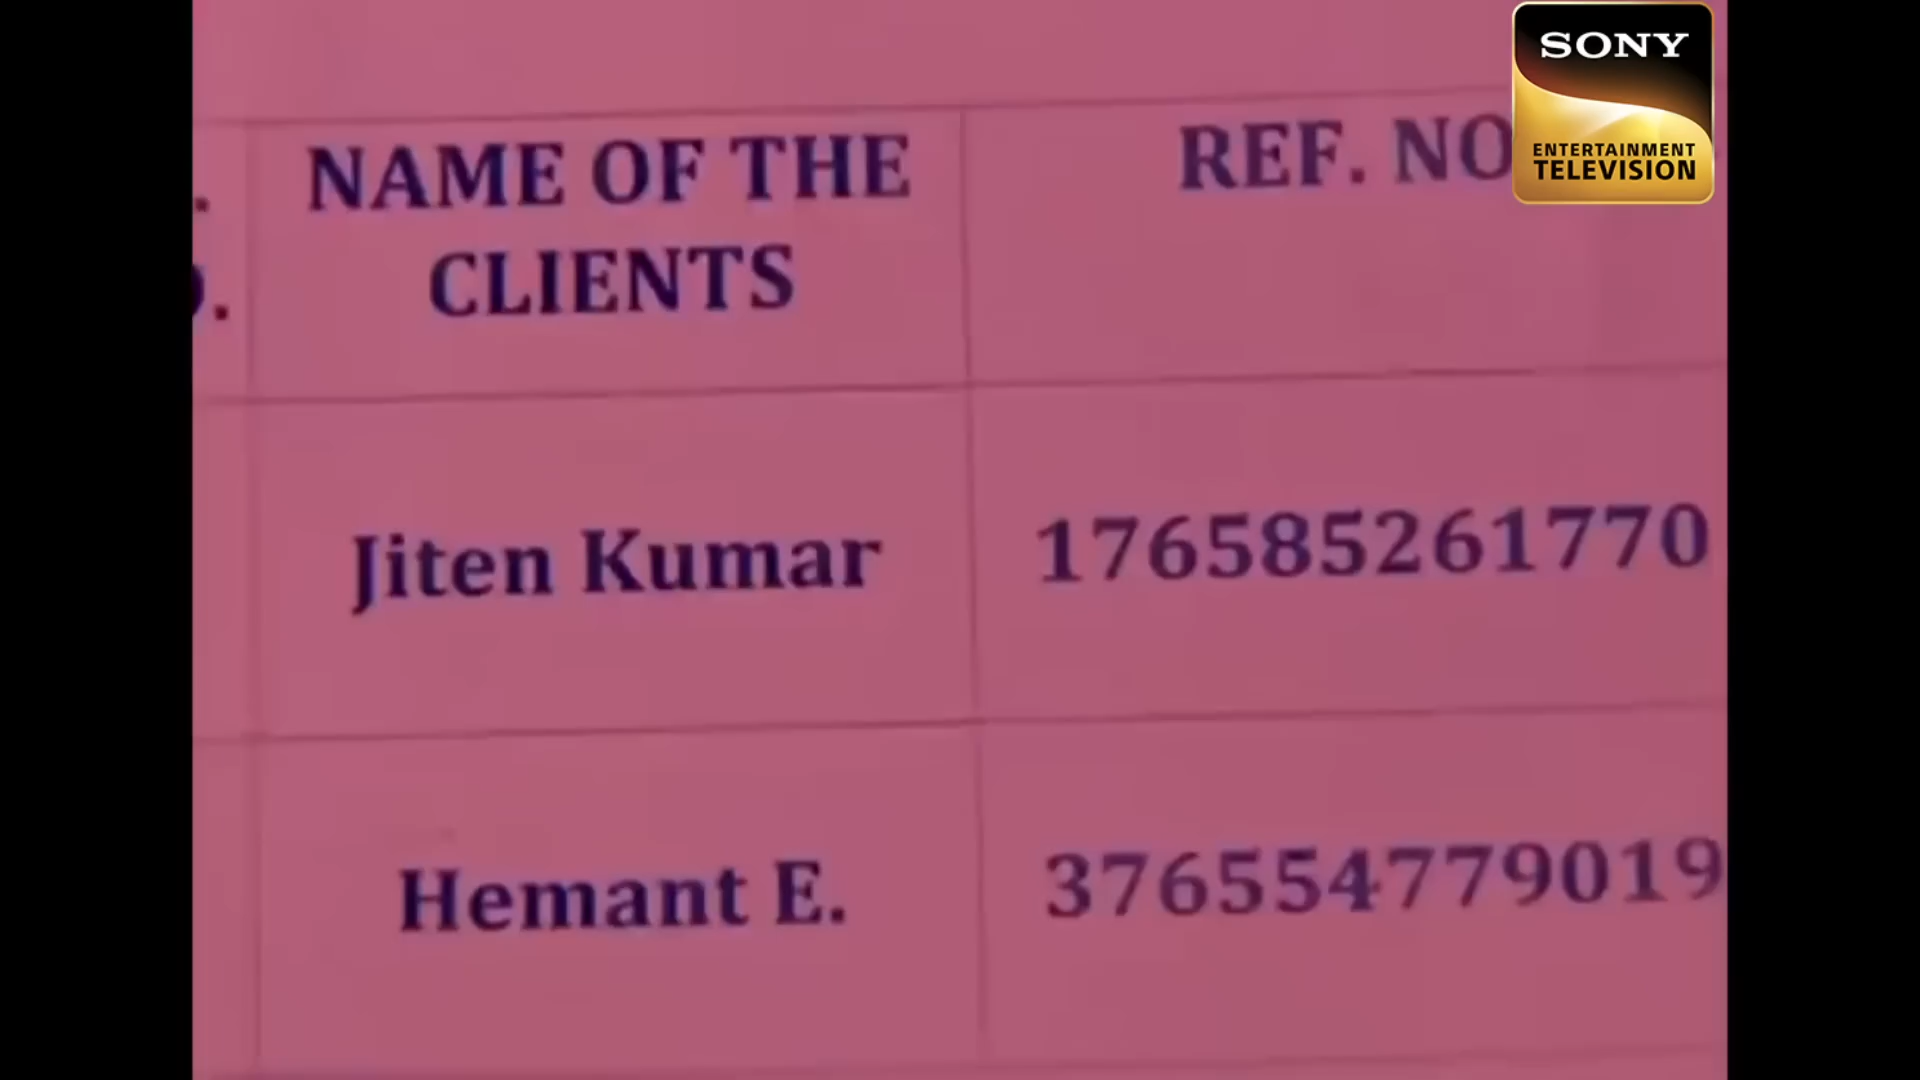 SONY
ENTERTAINMENT
TELEVISION
NAME OF THE
CLIENTS
REF. NO
Jiten Kumar
176585261770
Hemant E.
376554779019